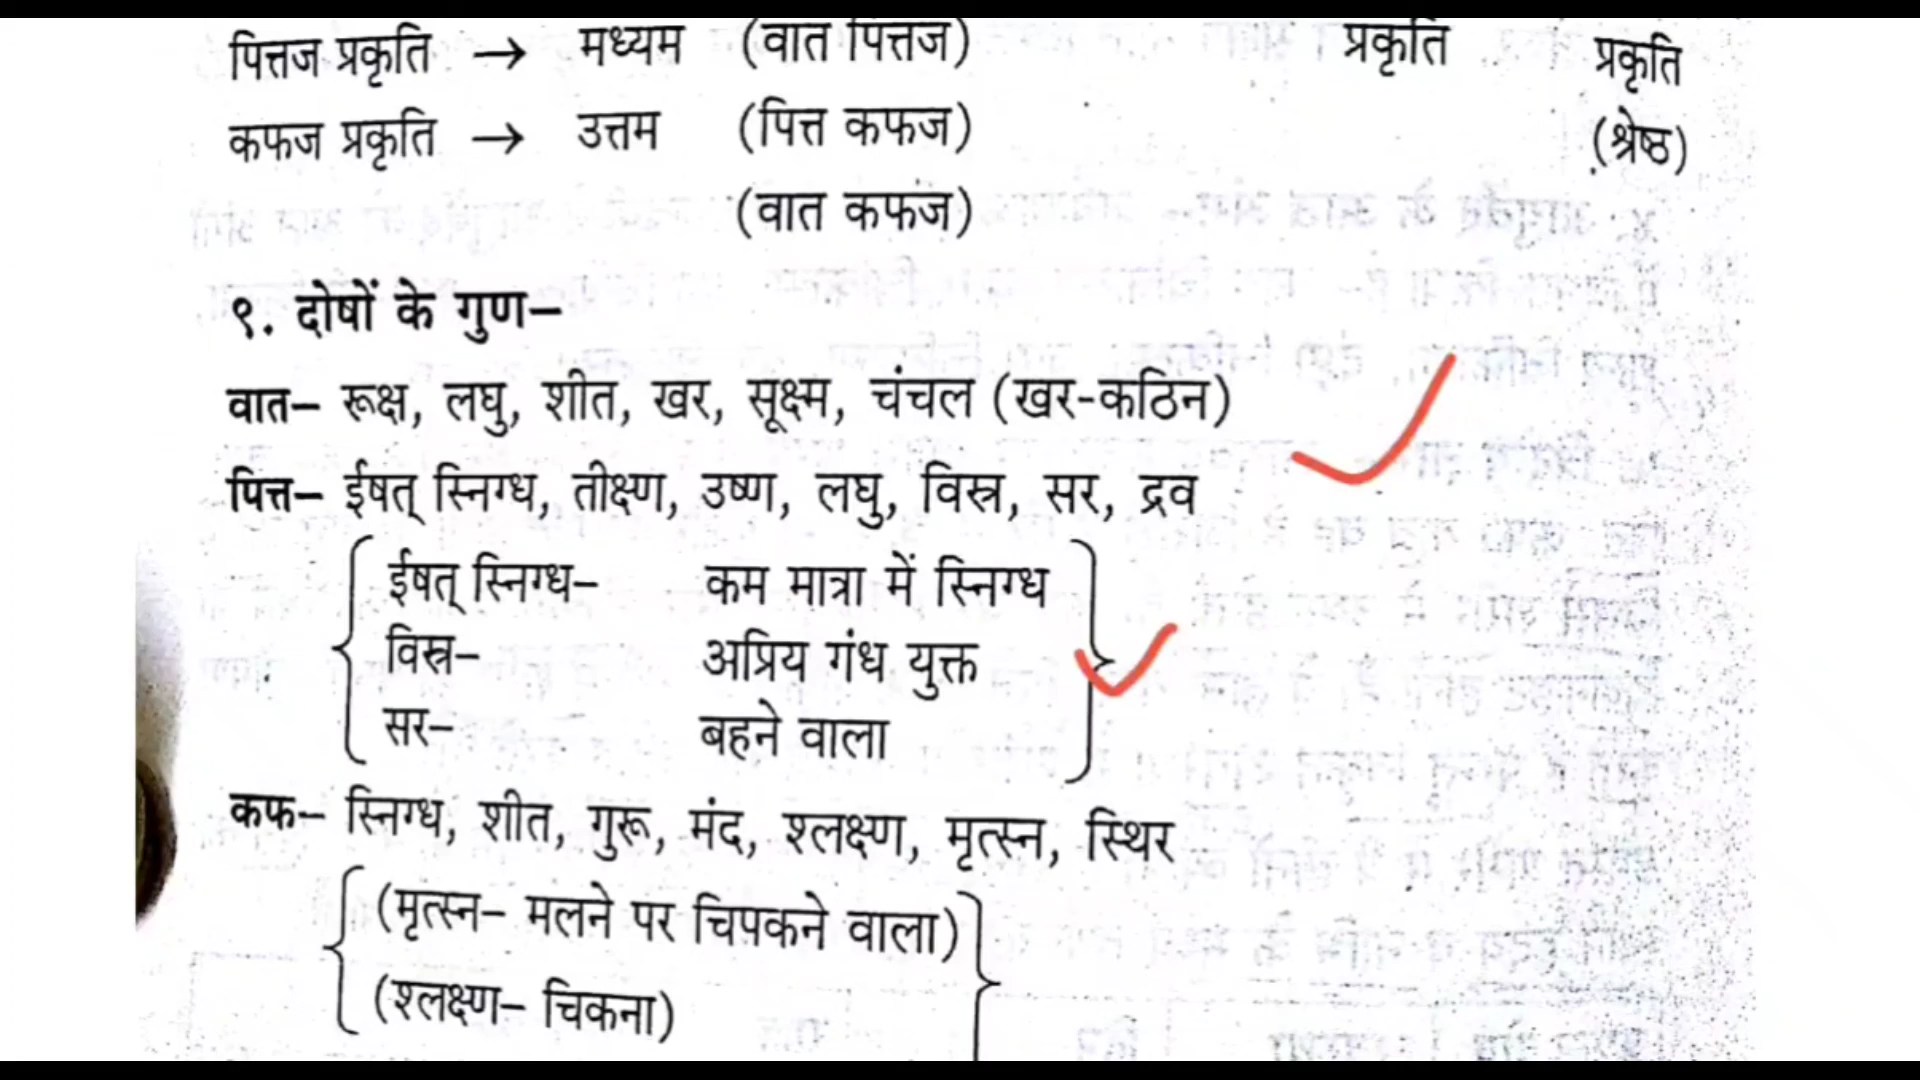 पित्तज प्रकृति → मध्यम (वात पित्तज) प्रकृति प्रकृति
कफज प्रकृति → उत्तम (पित्त कफज) (श्रेष्ठ)
(वात कफज)
९. दोषों के गुण–
वात– रूक्ष, लघु, शीत, खर, सूक्ष्म, चंचल (खर-कठिन)
पित्त– ईषत् स्निग्ध, तीक्ष्ण, उष्ण, लघु, विस्त्र, सर, द्रव
ईषत् स्निग्ध– कम मात्रा में स्निग्ध
विस्त्र– अप्रिय गंध युक्त
सर– बहने वाला
कफ– स्निग्ध, शीत, गुरू, मंद, श्लक्ष्ण, मृत्स्न, स्थिर
(मृत्स्न– मलने पर चिपकने वाला)
(श्लक्ष्ण– चिकना)